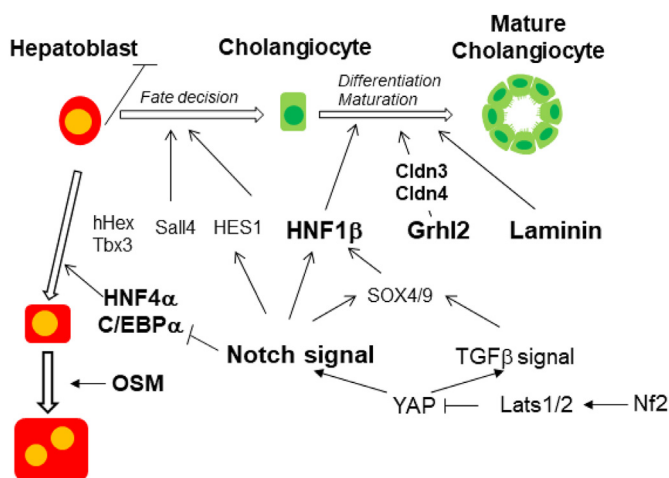 Hepatoblast
Cholangiocyte
Mature
Cholangiocyte
Fate decision
Differentiation
Maturation
Cldn3
Cldn4
hHex
Tbx3
Sall4
HES1
HNF1β
Grhl2
Laminin
HNF4α
C/EBPα
SOX4/9
Notch signal
TGFβ signal
OSM
YAP
Lats1/2
Nf2